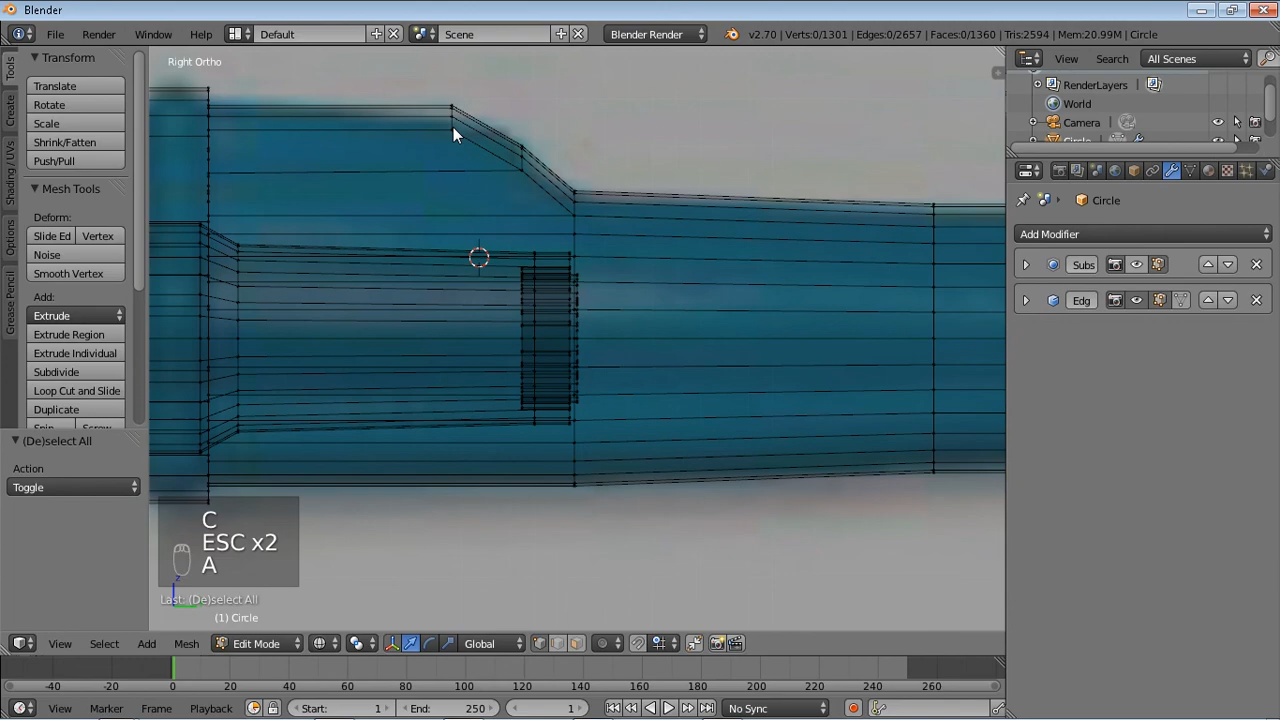 Blender
File Render Window Help Default Scene Blender Render v2.70 | Verts:0/1301 | Edges:0/2657 | Faces:0/1360 | Tris:2594 | Mem:20.99M | Circle
Tools
Create
Shading / UVs
Options
Grease Pencil
Transform
Translate
Rotate
Scale
Shrink/Fatten
Push/Pull
Mesh Tools
Deform:
Slide Ed Vertex
Noise
Smooth Vertex
Add:
Extrude
Extrude Region
Extrude Individual
Subdivide
Loop Cut and Slide
Duplicate
Spin Screw
(De)select All
Action
Toggle
Right Ortho
C
ESC x2
A
z
Last: (De)select All
(1) Circle
View Search All Scenes
RenderLayers
World
Camera
Circle
Circle
Add Modifier
Subs
Edg
View Select Add Mesh Edit Mode Global
-40 -20 0 20 40 60 80 100 120 140 160 180 200 220 240 260
View Marker Frame Playback Start: 1 End: 250 1 No Sync